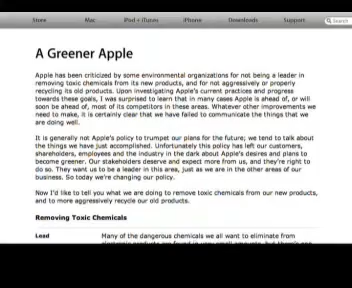 Store Mac iPod + iTunes iPhone Downloads Support Search
A Greener Apple
Apple has been criticized by some environmental organizations for not being a leader in
removing toxic chemicals from its new products, and for not aggressively or properly
recycling its old products. Upon investigating Apple's current practices and progress
towards these goals, I was surprised to learn that in many cases Apple is ahead of, or will
soon be ahead of, most of its competitors in these areas. Whatever other improvements we
need to make, it is certainly clear that we have failed to communicate the things that we
are doing well.
It is generally not Apple's policy to trumpet our plans for the future; we tend to talk about
the things we have just accomplished. Unfortunately this policy has left our customers,
shareholders, employees and the industry in the dark about Apple's desires and plans to
become greener. Our stakeholders deserve and expect more from us, and they're right to
do so. They want us to be a leader in this area, just as we are in the other areas of our
business. So today we're changing our policy.
Now I'd like to tell you what we are doing to remove toxic chemicals from our new products,
and to more aggressively recycle our old products.
Removing Toxic Chemicals
Lead Many of the dangerous chemicals we all want to eliminate from